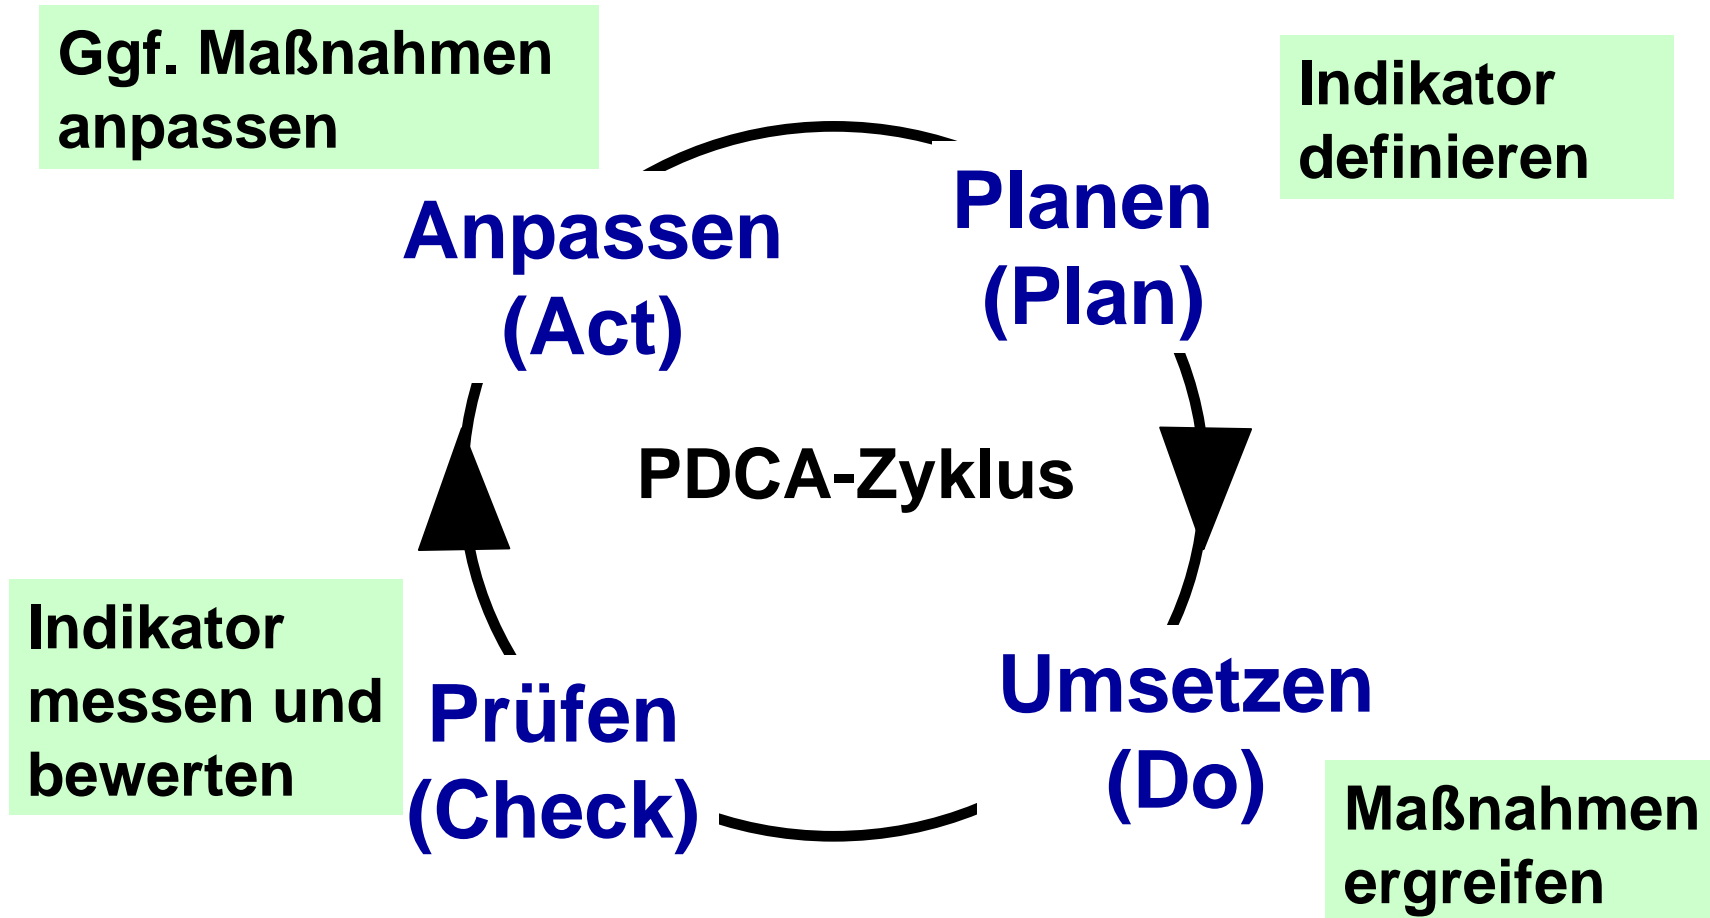 Ggf. Maßnahmen
anpassen
Indikator
definieren
Anpassen
(Act)
Planen
(Plan)
PDCA-Zyklus
Indikator
messen und
bewerten
Prüfen
(Check)
Umsetzen
(Do)
Maßnahmen
ergreifen